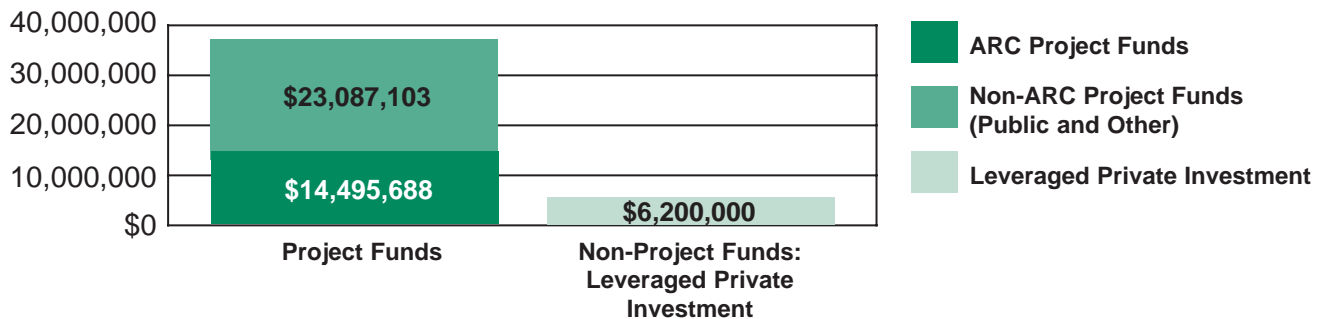 40,000,000
30,000,000
20,000,000
10,000,000
$0
$23,087,103
$14,495,688
$6,200,000
Project Funds
Non-Project Funds:
Leveraged Private
Investment
ARC Project Funds
Non-ARC Project Funds
(Public and Other)
Leveraged Private Investment